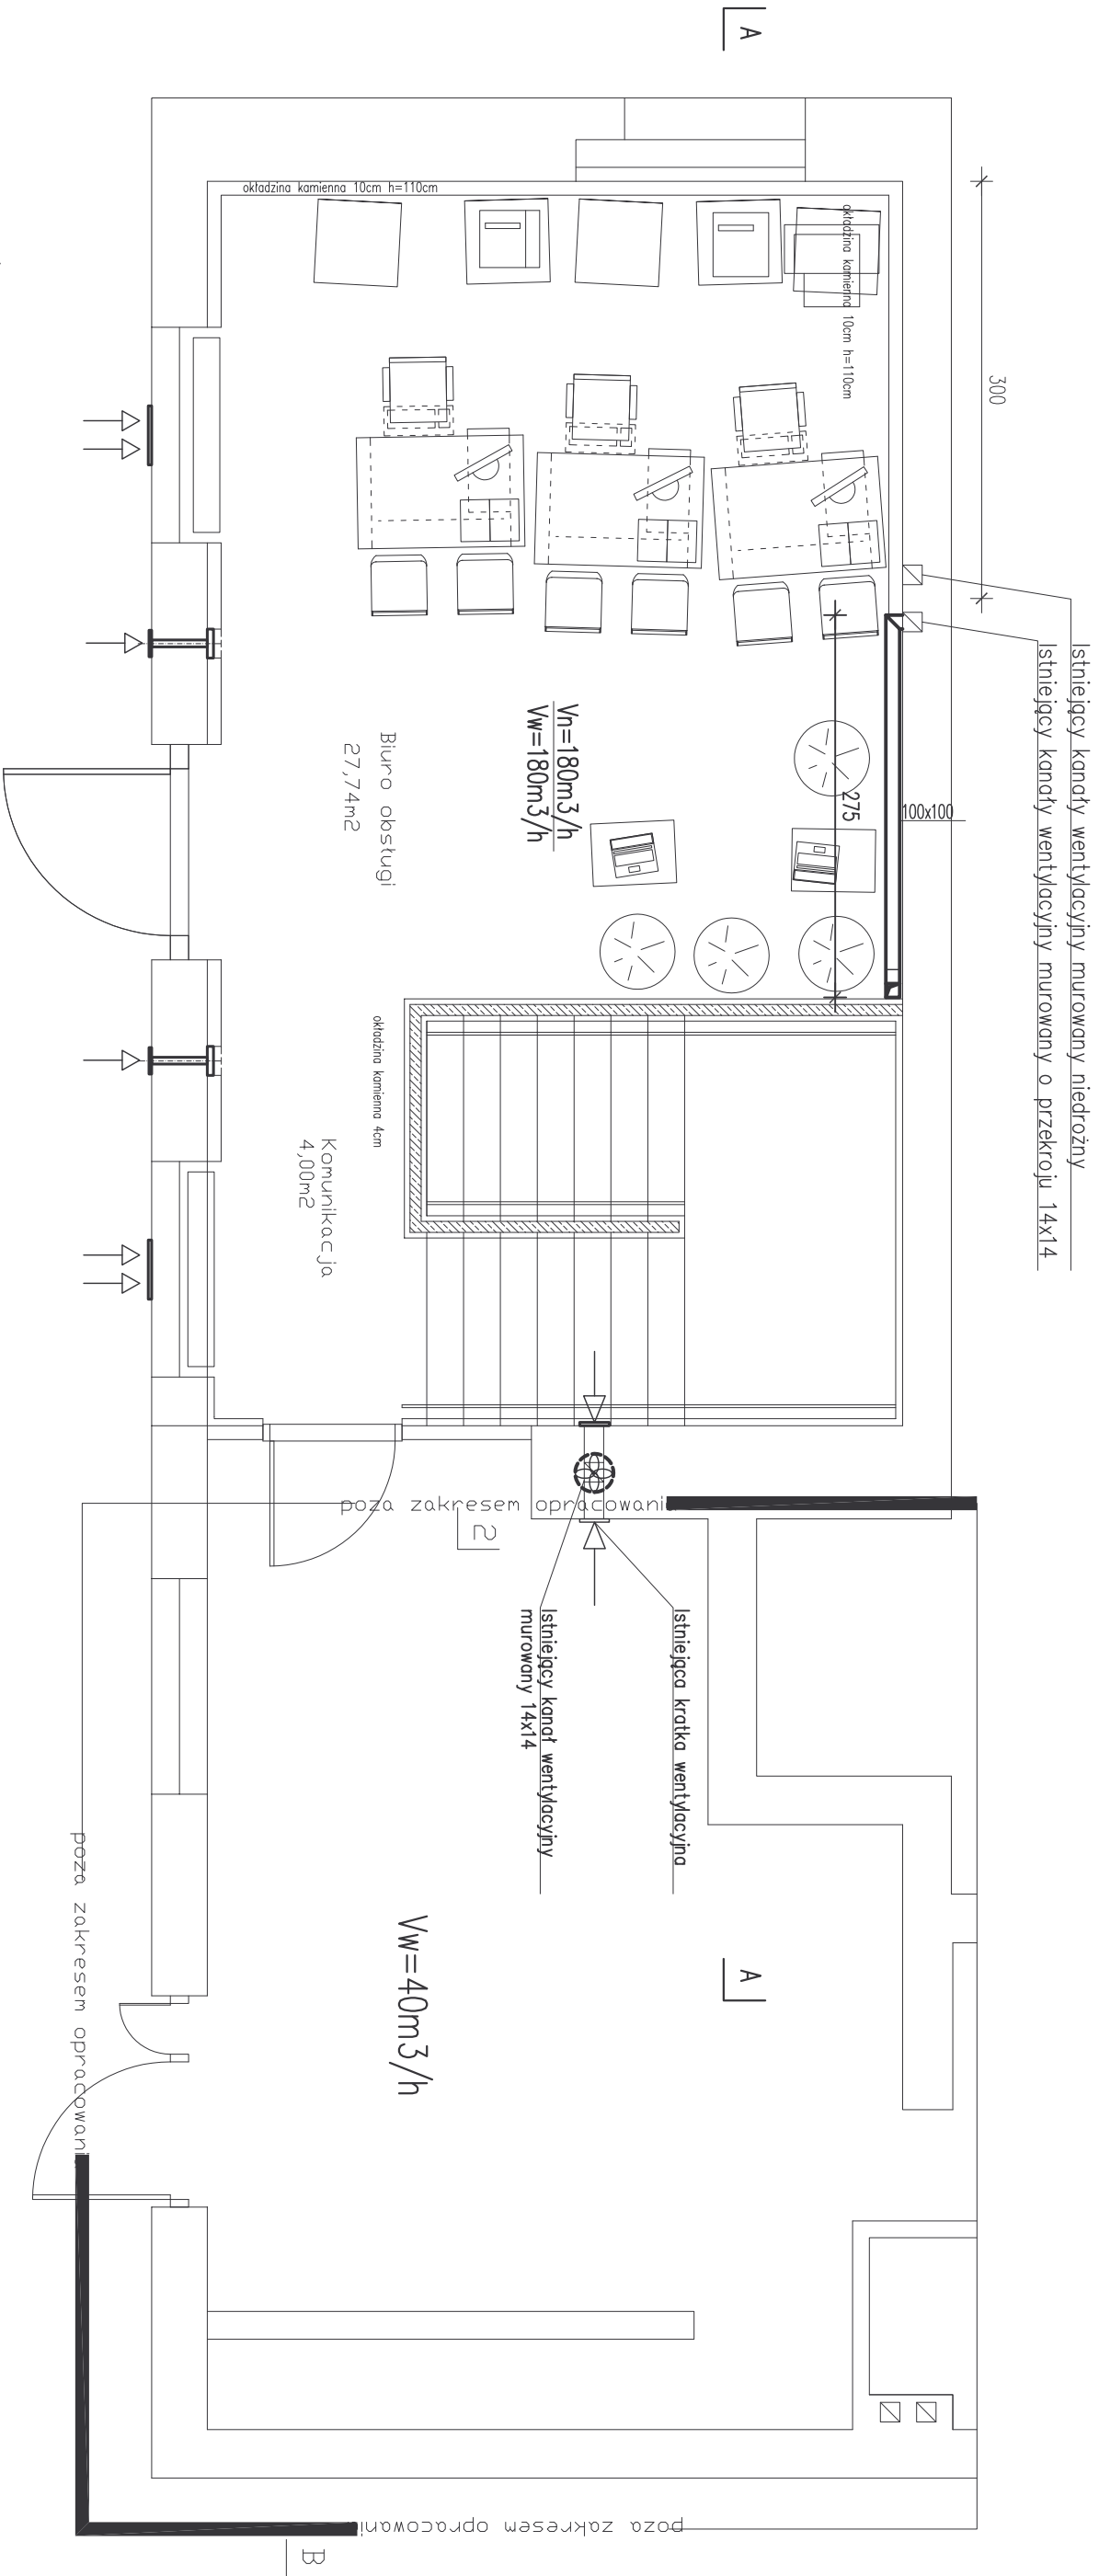 A
okładzina kamienna 10cm h=110cm
okładzina kamienna 10cm h=110cm
300
Istniejący kanały wentylacyjny murowany niedrożny
Istniejący kanały wentylacyjny murowany o przekroju 14x14
Vn=180m3/h
Vw=180m3/h
275
100x100
Biuro obsługi
27,74m2
okładzina kamienna 4cm
Komunikacja
4,00m2
poza zakresem opracowania
2
Istniejąca kratka wentylacyjna
Istniejący kanał wentylacyjny
murowany 14x14
Vw=40m3/h
A
poza zakresem opracowania
poza zakresem opracowania
B